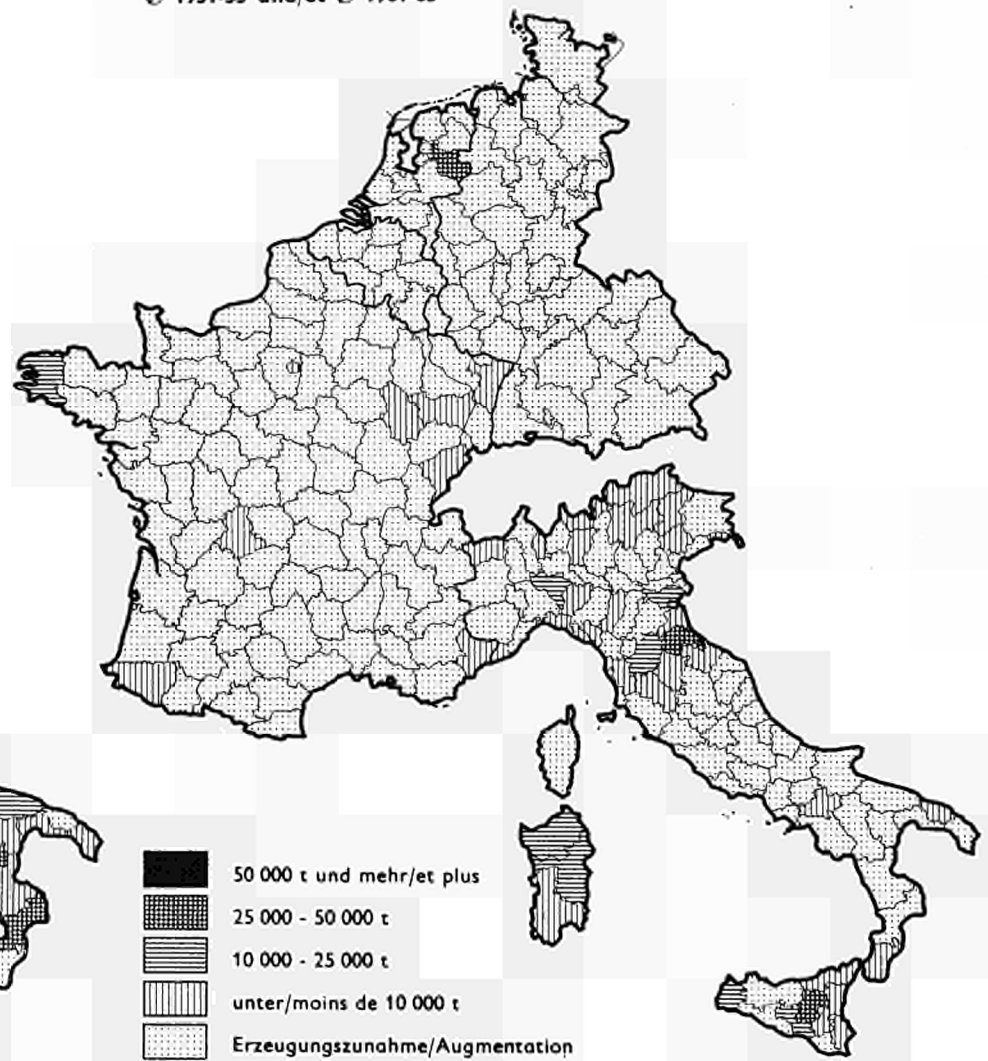 50 000 t und mehr/et plus
25 000 - 50 000 t
10 000 - 25 000 t
unter/moins de 10 000 t
Erzeugungszunahme/Augmentation